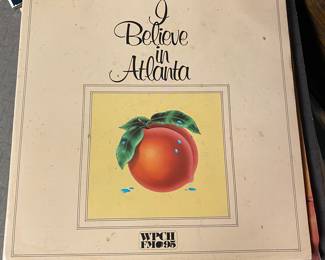 I
Believe
in
Atlanta
WPCH
FM 95